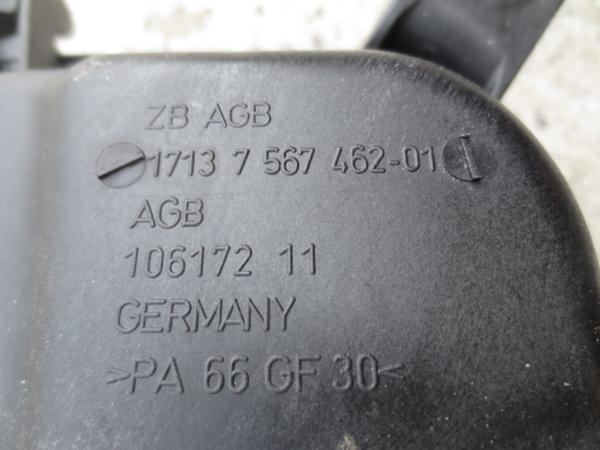 ZB AGB
1713 7 567 462-01
AGB
106172 11
GERMANY
>PA 66 GF 30<